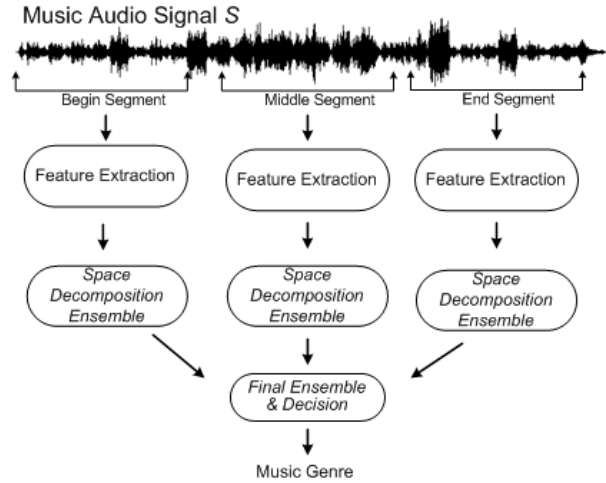 Music Audio Signal S
Begin Segment
Middle Segment
End Segment
Feature Extraction
Feature Extraction
Feature Extraction
Space
Decomposition
Ensemble
Space
Decomposition
Ensemble
Space
Decomposition
Ensemble
Final Ensemble
& Decision
Music Genre